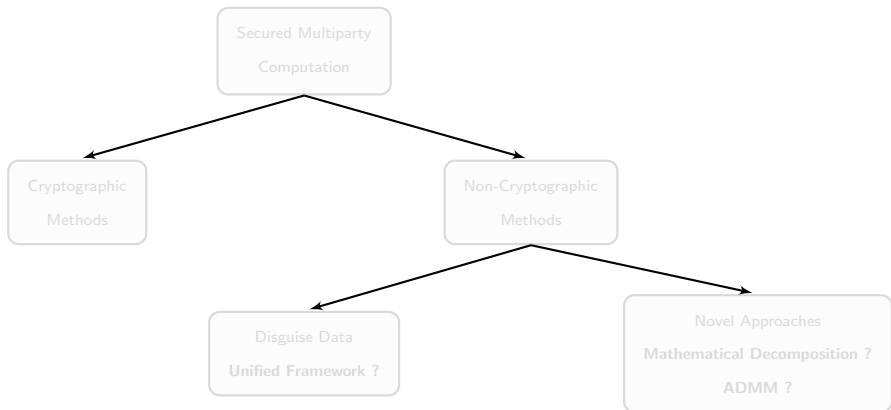 Secured Multiparty
Computation
Cryptographic
Methods
Non-Cryptographic
Methods
Disguise Data
Unified Framework ?
Novel Approaches
Mathematical Decomposition ?
ADMM ?